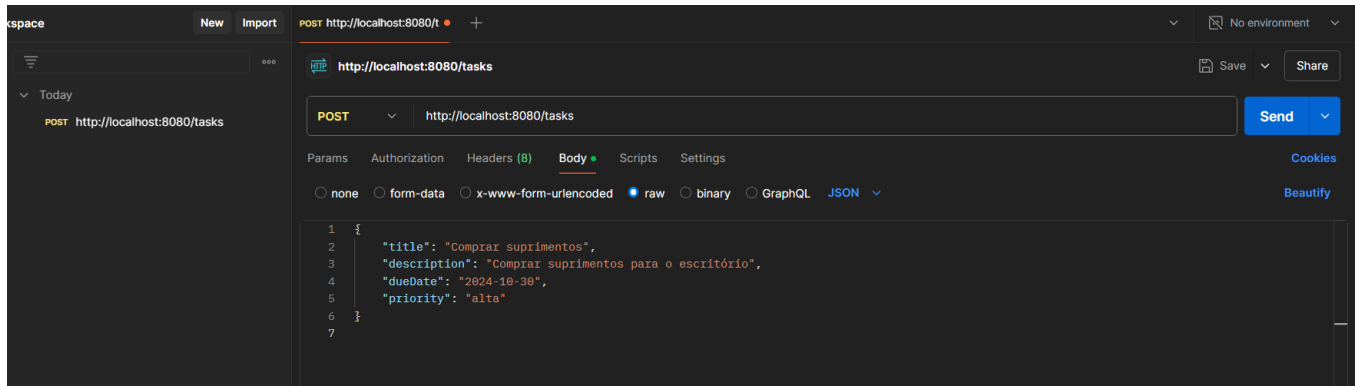 kspace New Import POST http://localhost:8080/t No environment
http://localhost:8080/tasks Save Share
Today
POST http://localhost:8080/tasks
POST http://localhost:8080/tasks Send
Params Authorization Headers (8) Body Scripts Settings Cookies
none form-data x-www-form-urlencoded raw binary GraphQL JSON Beautify
1 {
2 "title": "Comprar suprimentos",
3 "description": "Comprar suprimentos para o escritório",
4 "dueDate": "2024-10-30",
5 "priority": "alta"
6 }
7